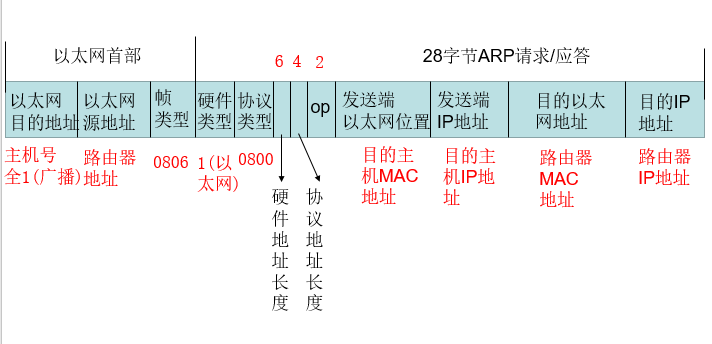 以太网首部
6 4 2
28字节ARP请求/应答
以太网
目的地址
以太网
源地址
帧
类型
硬件
类型
协议
类型
op
发送端
以太网位置
发送端
IP地址
目的以太
网地址
目的IP
地址
主机号
全1(广播)
路由器
地址
0806
1(以
太网)
0800
目的主
机MAC
地址
目的主
机IP地
址
路由器
MAC
地址
路由器
IP地址
硬件地址长度
协议地址长度